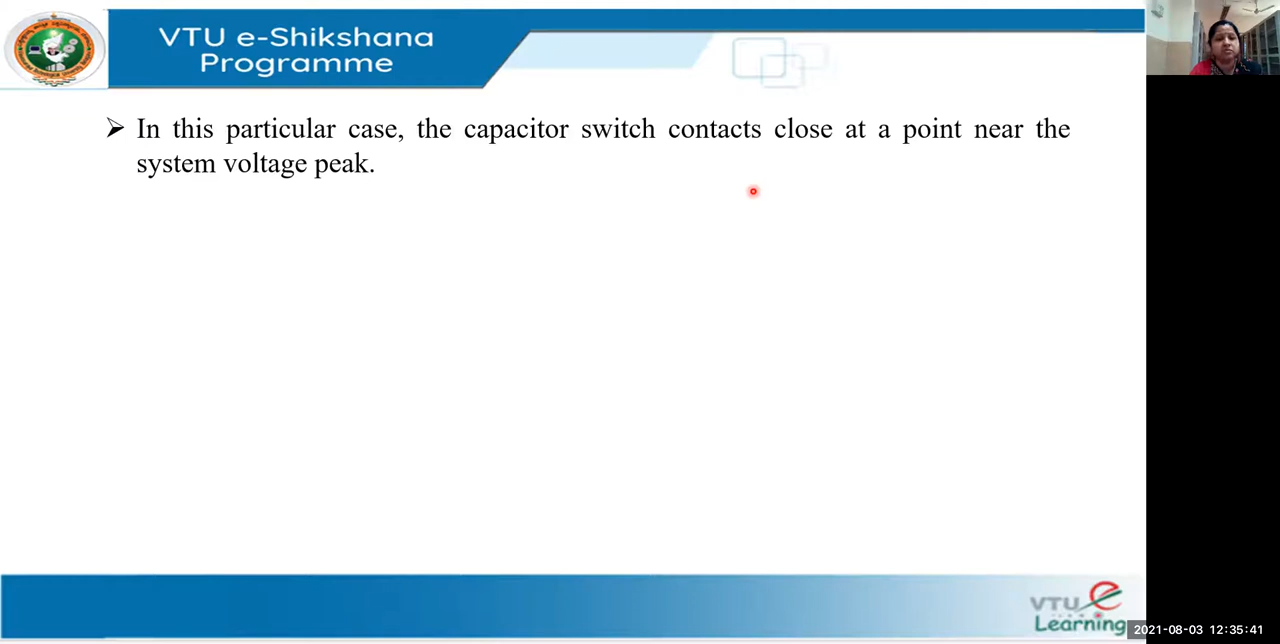 VTU e-Shikshana
Programme
➢ In this particular case, the capacitor switch contacts close at a point near the
system voltage peak.
VTU e
Learning
2021-08-03 12:35:41